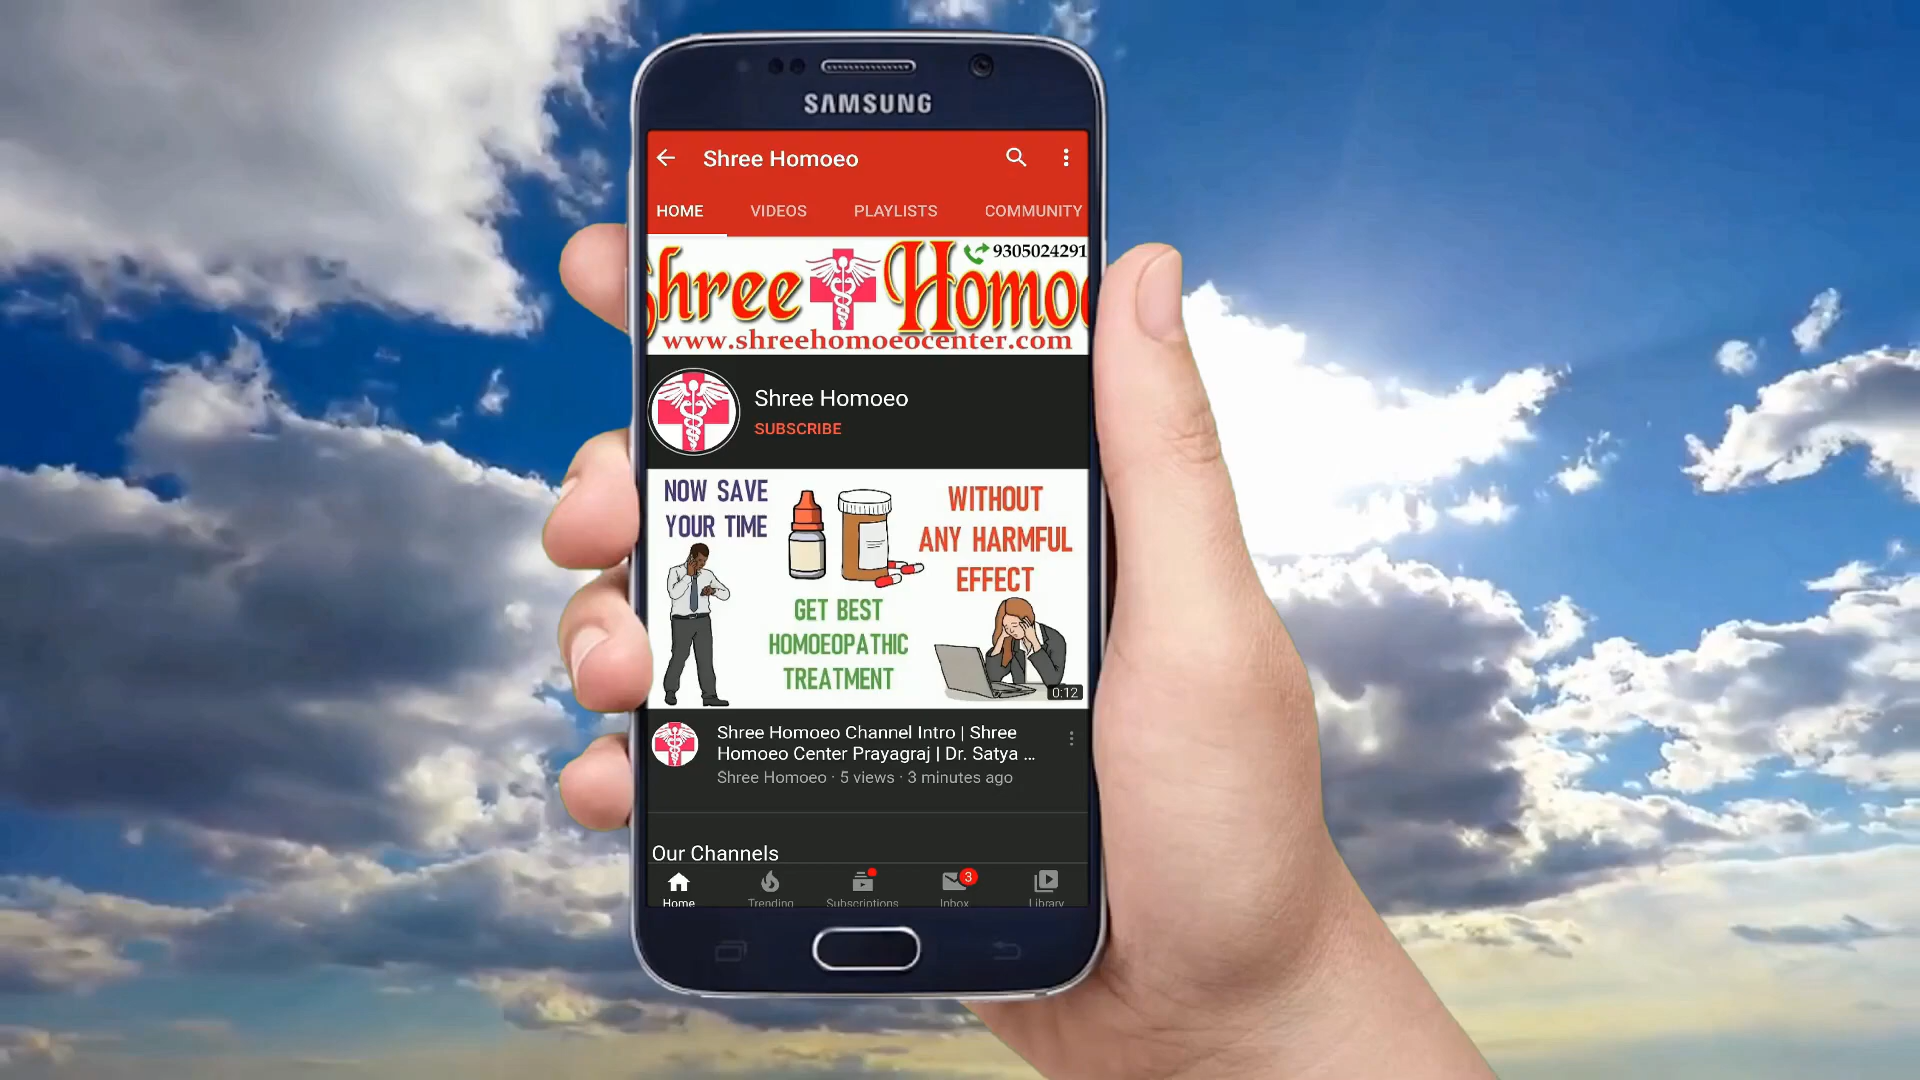 SAMSUNG
Shree Homoeo
HOME VIDEOS PLAYLISTS COMMUNITY
9305024291
Shree Homoe
www.shreehomoeocenter.com
Shree Homoeo
SUBSCRIBE
NOW SAVE
YOUR TIME
WITHOUT
ANY HARMFUL
EFFECT
GET BEST
HOMOEOPATHIC
TREATMENT
0:12
Shree Homoeo Channel Intro | Shree
Homoeo Center Prayagraj | Dr. Satya ...
Shree Homoeo · 5 views · 3 minutes ago
Our Channels
3
Home Trending Subscriptions Inbox Library